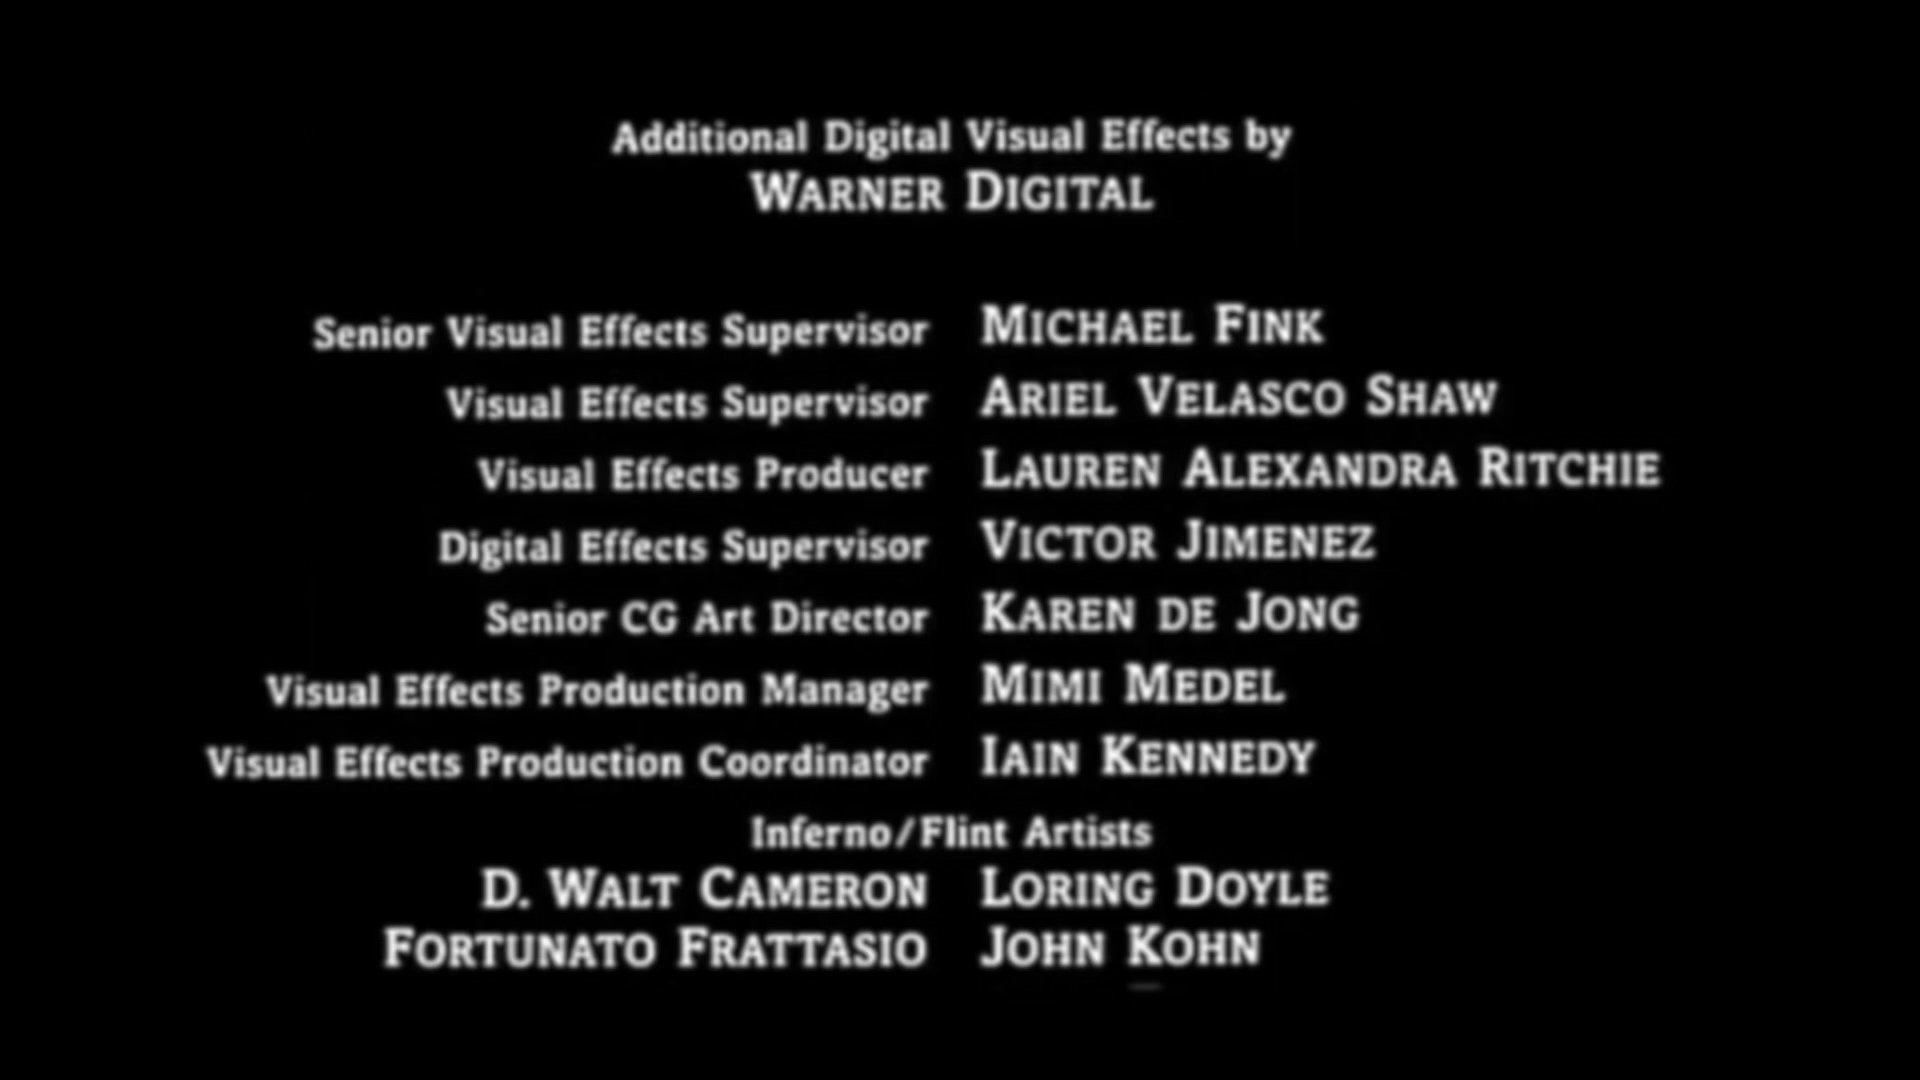 Additional Digital Visual Effects by
WARNER DIGITAL
Senior Visual Effects Supervisor MICHAEL FINK
Visual Effects Supervisor ARIEL VELASCO SHAW
Visual Effects Producer LAUREN ALEXANDRA RITCHIE
Digital Effects Supervisor VICTOR JIMENEZ
Senior CG Art Director KAREN DE JONG
Visual Effects Production Manager MIMI MEDEL
Visual Effects Production Coordinator IAIN KENNEDY
Inferno/Flint Artists
D. WALT CAMERON LORING DOYLE
FORTUNATO FRATTASIO JOHN KOHN